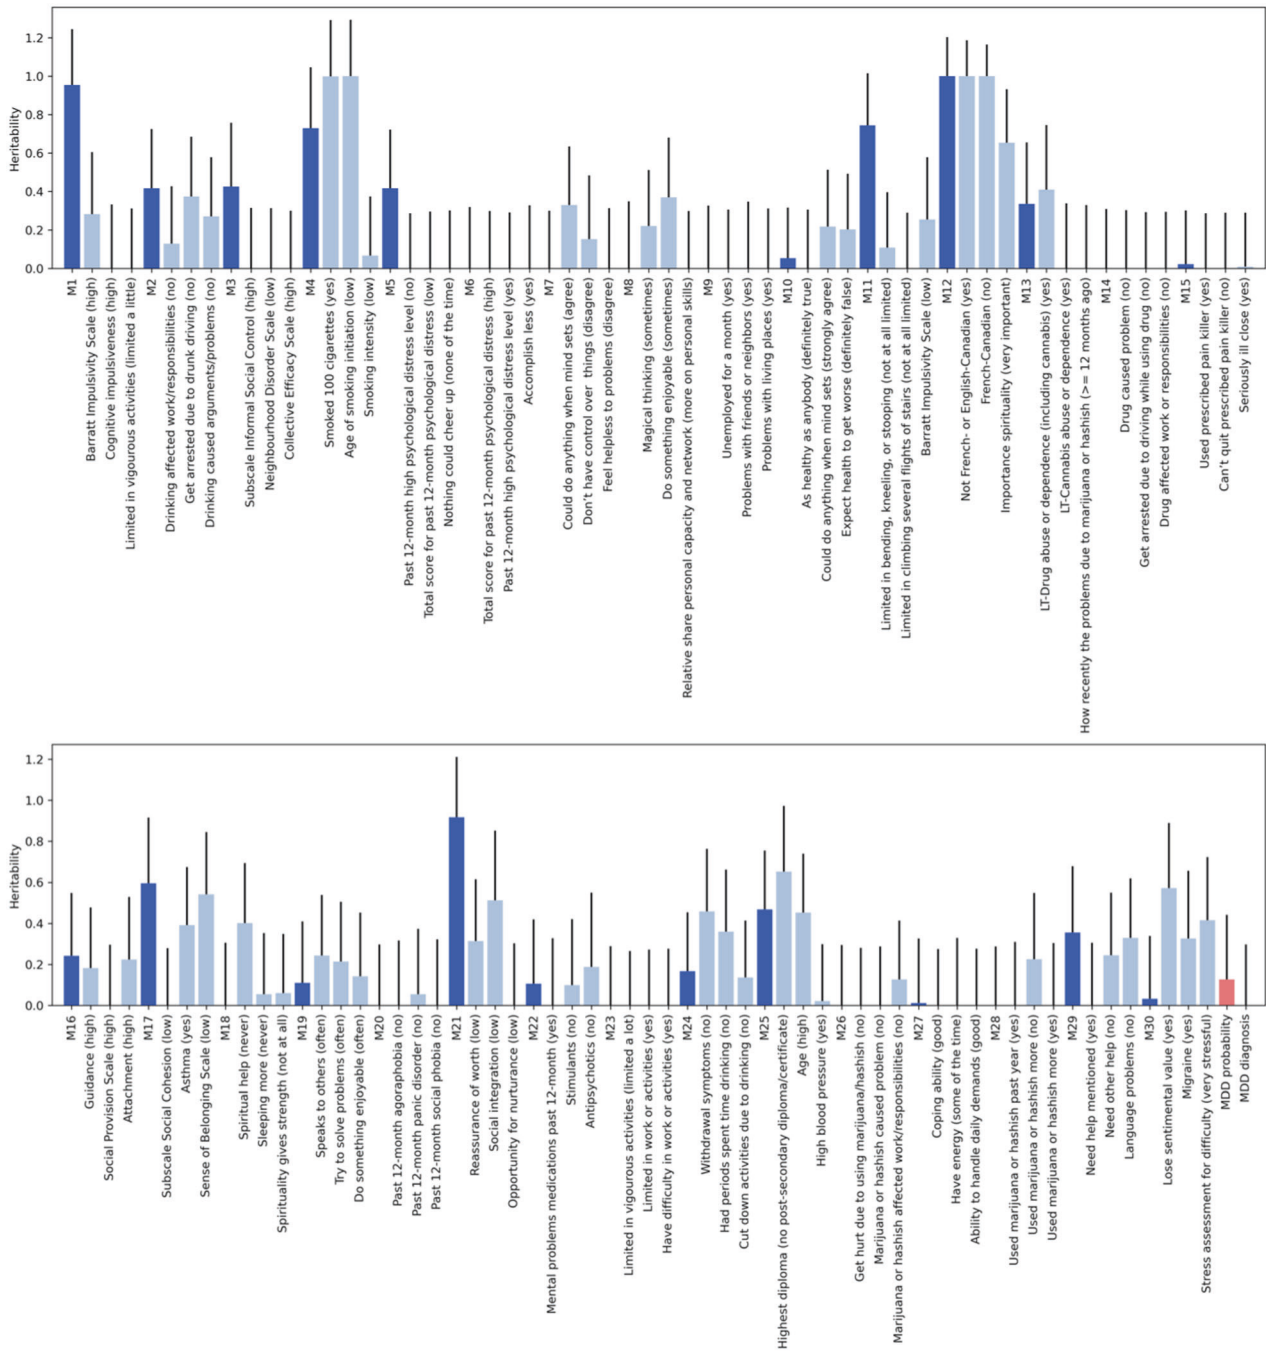 Heritability
1.2
1.0
0.8
0.6
0.4
0.2
0.0
M1
Barratt Impulsivity Scale (high)
Cognitive impulsiveness (high)
Limited in vigourous activities (limited a little)
M2
Drinking affected work/responsibilities (no)
Get arrested due to drunk driving (no)
Drinking caused arguments/problems (no)
M3
Subscale Informal Social Control (high)
Neighbourhood Disorder Scale (low)
Collective Efficacy Scale (high)
M4
Smoked 100 cigarettes (yes)
Age of smoking initiation (low)
Smoking intensity (low)
M5
Past 12-month high psychological distress level (no)
Total score for past 12-month psychological distress (low)
Nothing could cheer up (none of the time)
M6
Total score for past 12-month psychological distress (high)
Past 12-month high psychological distress level (yes)
Accomplish less (yes)
M7
Could do anything when mind sets (agree)
Don't have control over things (disagree)
Feel helpless to problems (disagree)
M8
Magical thinking (sometimes)
Do something enjoyable (sometimes)
Relative share personal capacity and network (more on personal skills)
M9
Unemployed for a month (yes)
Problems with friends or neighbors (yes)
Problems with living places (yes)
M10
As healthy as anybody (definitely true)
Could do anything when mind sets (strongly agree)
Expect health to get worse (definitely false)
M11
Limited in bending, kneeling, or stooping (not at all limited)
Limited in climbing several flights of stairs (not at all limited)
Barratt Impulsivity Scale (low)
M12
Not French- or English-Canadian (yes)
French-Canadian (no)
Importance spirituality (very important)
M13
LT-Drug abuse or dependence (including cannabis) (yes)
LT-Cannabis abuse or dependence (yes)
How recently the problems due to marijuana or hashish (>= 12 months ago)
M14
Drug caused problem (no)
Get arrested due to driving while using drug (no)
Drug affected work or responsibilities (no)
M15
Used prescribed pain killer (yes)
Can't quit prescribed pain killer (no)
Seriously ill close (yes)
Heritability
1.2
1.0
0.8
0.6
0.4
0.2
0.0
M16
Guidance (high)
Social Provision Scale (high)
Attachment (high)
M17
Subscale Social Cohesion (low)
Asthma (yes)
Sense of Belonging Scale (low)
M18
Spiritual help (never)
Sleeping more (never)
Spirituality gives strength (not at all)
M19
Speaks to others (often)
Try to solve problems (often)
Do something enjoyable (often)
M20
Past 12-month agoraphobia (no)
Past 12-month panic disorder (no)
Past 12-month social phobia (no)
M21
Reassurance of worth (low)
Social integration (low)
Opportunity for nurturance (low)
M22
Mental problems medications past 12-month (yes)
Stimulants (no)
Antipsychotics (no)
M23
Limited in vigourous activities (limited a lot)
Limited in work or activities (yes)
Have difficulty in work or activities (yes)
M24
Withdrawal symptoms (no)
Had periods spent time drinking (no)
Cut down activities due to drinking (no)
M25
Highest diploma (no post-secondary diploma/certificate)
Age (high)
High blood pressure (yes)
M26
Get hurt due to using marijuana/hashish (no)
Marijuana or hashish caused problem (no)
Marijuana or hashish affected work/responsibilities (no)
M27
Coping ability (good)
Have energy (some of the time)
Ability to handle daily demands (good)
M28
Used marijuana or hashish past year (yes)
Used marijuana or hashish more (no)
Used marijuana or hashish more (yes)
M29
Need help mentioned (yes)
Need other help (no)
Language problems (no)
M30
Lose sentimental value (yes)
Migraine (yes)
Stress assessment for difficulty (very stressful)
MDD probability
MDD diagnosis